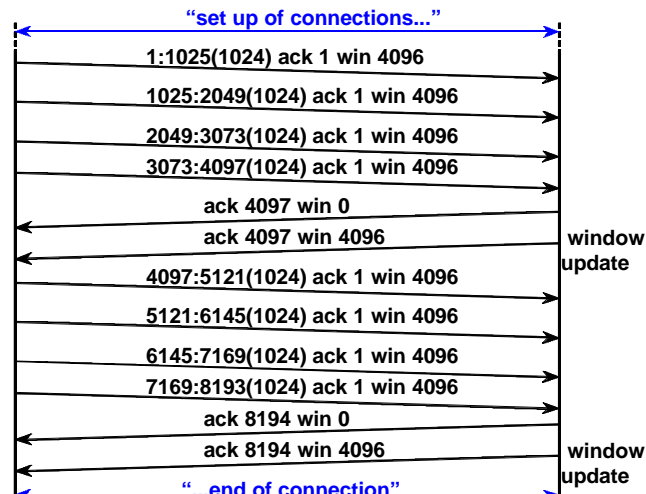 “set up of connections...”
1:1025(1024) ack 1 win 4096
1025:2049(1024) ack 1 win 4096
2049:3073(1024) ack 1 win 4096
3073:4097(1024) ack 1 win 4096
ack 4097 win 0
ack 4097 win 4096
window
update
4097:5121(1024) ack 1 win 4096
5121:6145(1024) ack 1 win 4096
6145:7169(1024) ack 1 win 4096
7169:8193(1024) ack 1 win 4096
ack 8194 win 0
ack 8194 win 4096
window
update
“...end of connection”